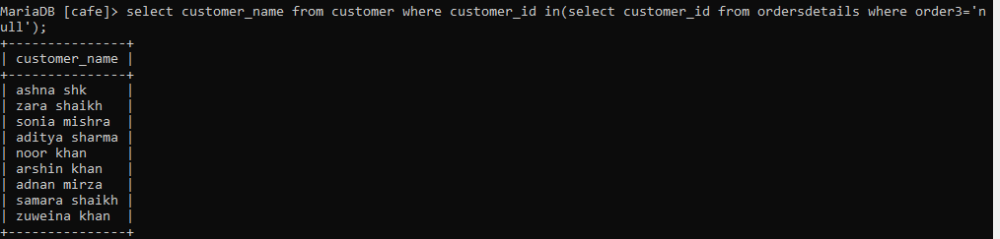 MariaDB [cafe]> select customer_name from customer where customer_id in(select customer_id from ordersdetails where order3='n
ull');
+---------------+
| customer_name |
+---------------+
| ashna shk     |
| zara shaikh   |
| sonia mishra  |
| aditya sharma |
| noor khan     |
| arshin khan   |
| adnan mirza   |
| samara shaikh |
| zuweina khan  |
+---------------+